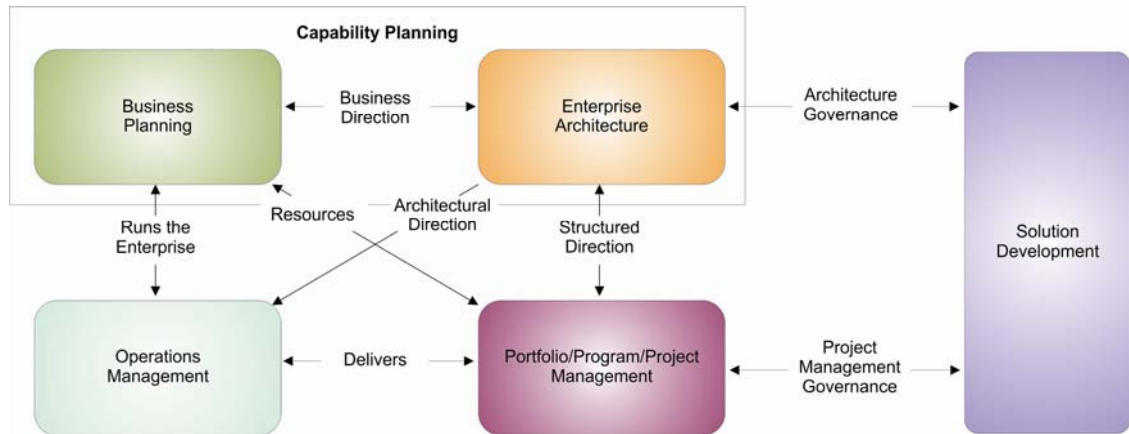 Capability Planning
Business
Planning
Business
Direction
Enterprise
Architecture
Architecture
Governance
Resources
Architectural
Direction
Runs the
Enterprise
Structured
Direction
Solution
Development
Operations
Management
Delivers
Portfolio/Program/Project
Management
Project
Management
Governance